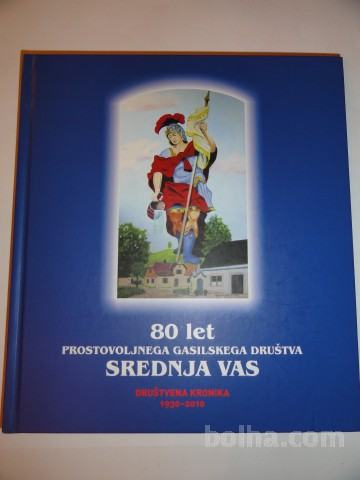 80 let
PROSTOVOLJNEGA GASILSKEGA DRUŠTVA
SREDNJA VAS
DRUŠTVENA KRONIKA
1930-2010
bolha.com